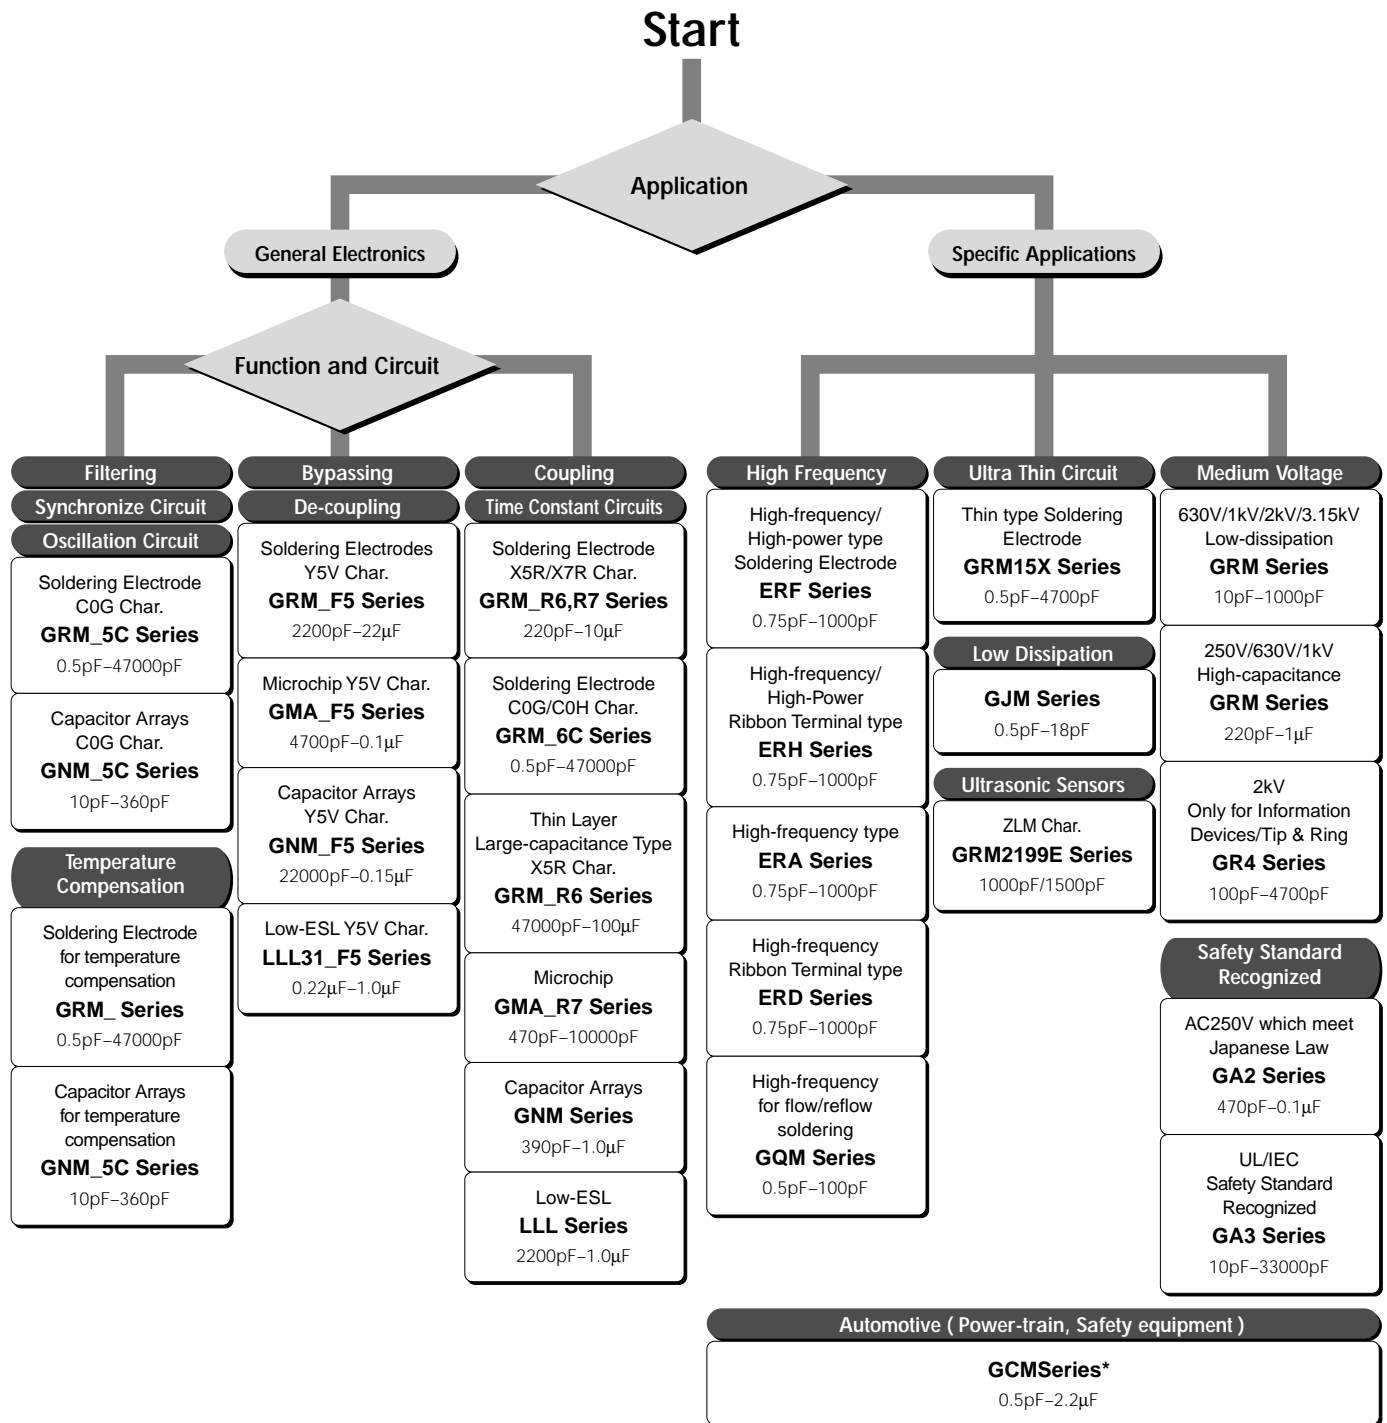 Start
Application
General Electronics
Specific Applications
Function and Circuit
Filtering
Synchronize Circuit
Oscillation Circuit
Soldering Electrode
C0G Char.
GRM_5C Series
0.5pF–47000pF
Capacitor Arrays
C0G Char.
GNM_5C Series
10pF–360pF
Temperature
Compensation
Soldering Electrode
for temperature
compensation
GRM_ Series
0.5pF–47000pF
Capacitor Arrays
for temperature
compensation
GNM_5C Series
10pF–360pF
Bypassing
De-coupling
Soldering Electrodes
Y5V Char.
GRM_F5 Series
2200pF–22µF
Microchip Y5V Char.
GMA_F5 Series
4700pF–0.1µF
Capacitor Arrays
Y5V Char.
GNM_F5 Series
22000pF–0.15µF
Low-ESL Y5V Char.
LLL31_F5 Series
0.22µF–1.0µF
Coupling
Time Constant Circuits
Soldering Electrode
X5R/X7R Char.
GRM_R6,R7 Series
220pF–10µF
Soldering Electrode
C0G/C0H Char.
GRM_6C Series
0.5pF–47000pF
Thin Layer
Large-capacitance Type
X5R Char.
GRM_R6 Series
47000pF–100µF
Microchip
GMA_R7 Series
470pF–10000pF
Capacitor Arrays
GNM Series
390pF–1.0µF
Low-ESL
LLL Series
2200pF–1.0µF
High Frequency
High-frequency/
High-power type
Soldering Electrode
ERF Series
0.75pF–1000pF
High-frequency/
High-Power
Ribbon Terminal type
ERH Series
0.75pF–1000pF
High-frequency type
ERA Series
0.75pF–1000pF
High-frequency
Ribbon Terminal type
ERD Series
0.75pF–1000pF
High-frequency
for flow/reflow
soldering
GQM Series
0.5pF–100pF
Ultra Thin Circuit
Thin type Soldering
Electrode
GRM15X Series
0.5pF–4700pF
Low Dissipation
GJM Series
0.5pF–18pF
Ultrasonic Sensors
ZLM Char.
GRM2199E Series
1000pF/1500pF
Medium Voltage
630V/1kV/2kV/3.15kV
Low-dissipation
GRM Series
10pF–1000pF
250V/630V/1kV
High-capacitance
GRM Series
220pF–1µF
2kV
Only for Information
Devices/Tip & Ring
GR4 Series
100pF–4700pF
Safety Standard
Recognized
AC250V which meet
Japanese Law
GA2 Series
470pF–0.1µF
UL/IEC
Safety Standard
Recognized
GA3 Series
10pF–33000pF
Automotive ( Power-train, Safety equipment )
GCMSeries*
0.5pF–2.2µF